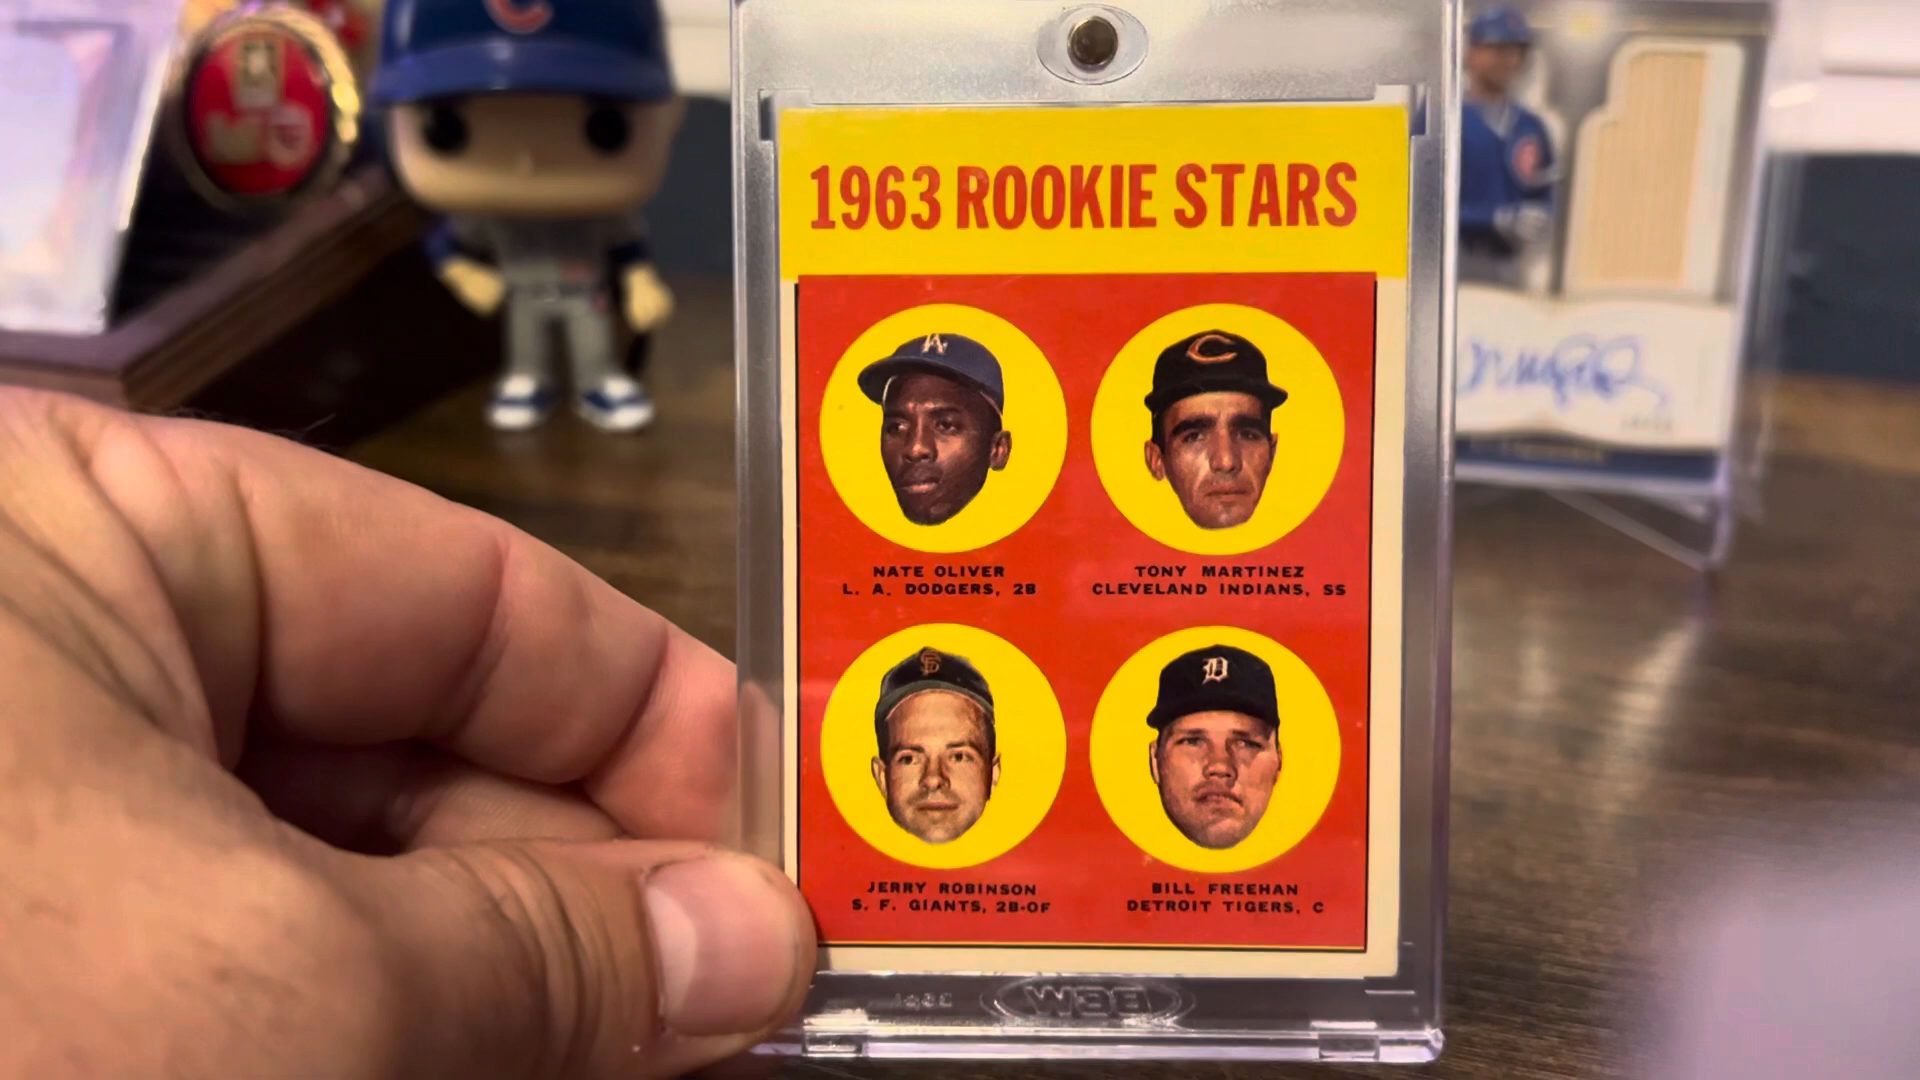 1963 ROOKIE STARS
NATE OLIVER
L. A. DODGERS, 2B
TONY MARTINEZ
CLEVELAND INDIANS, SS
JERRY ROBINSON
S. F. GIANTS, 2B-OF
BILL FREEHAN
DETROIT TIGERS, C